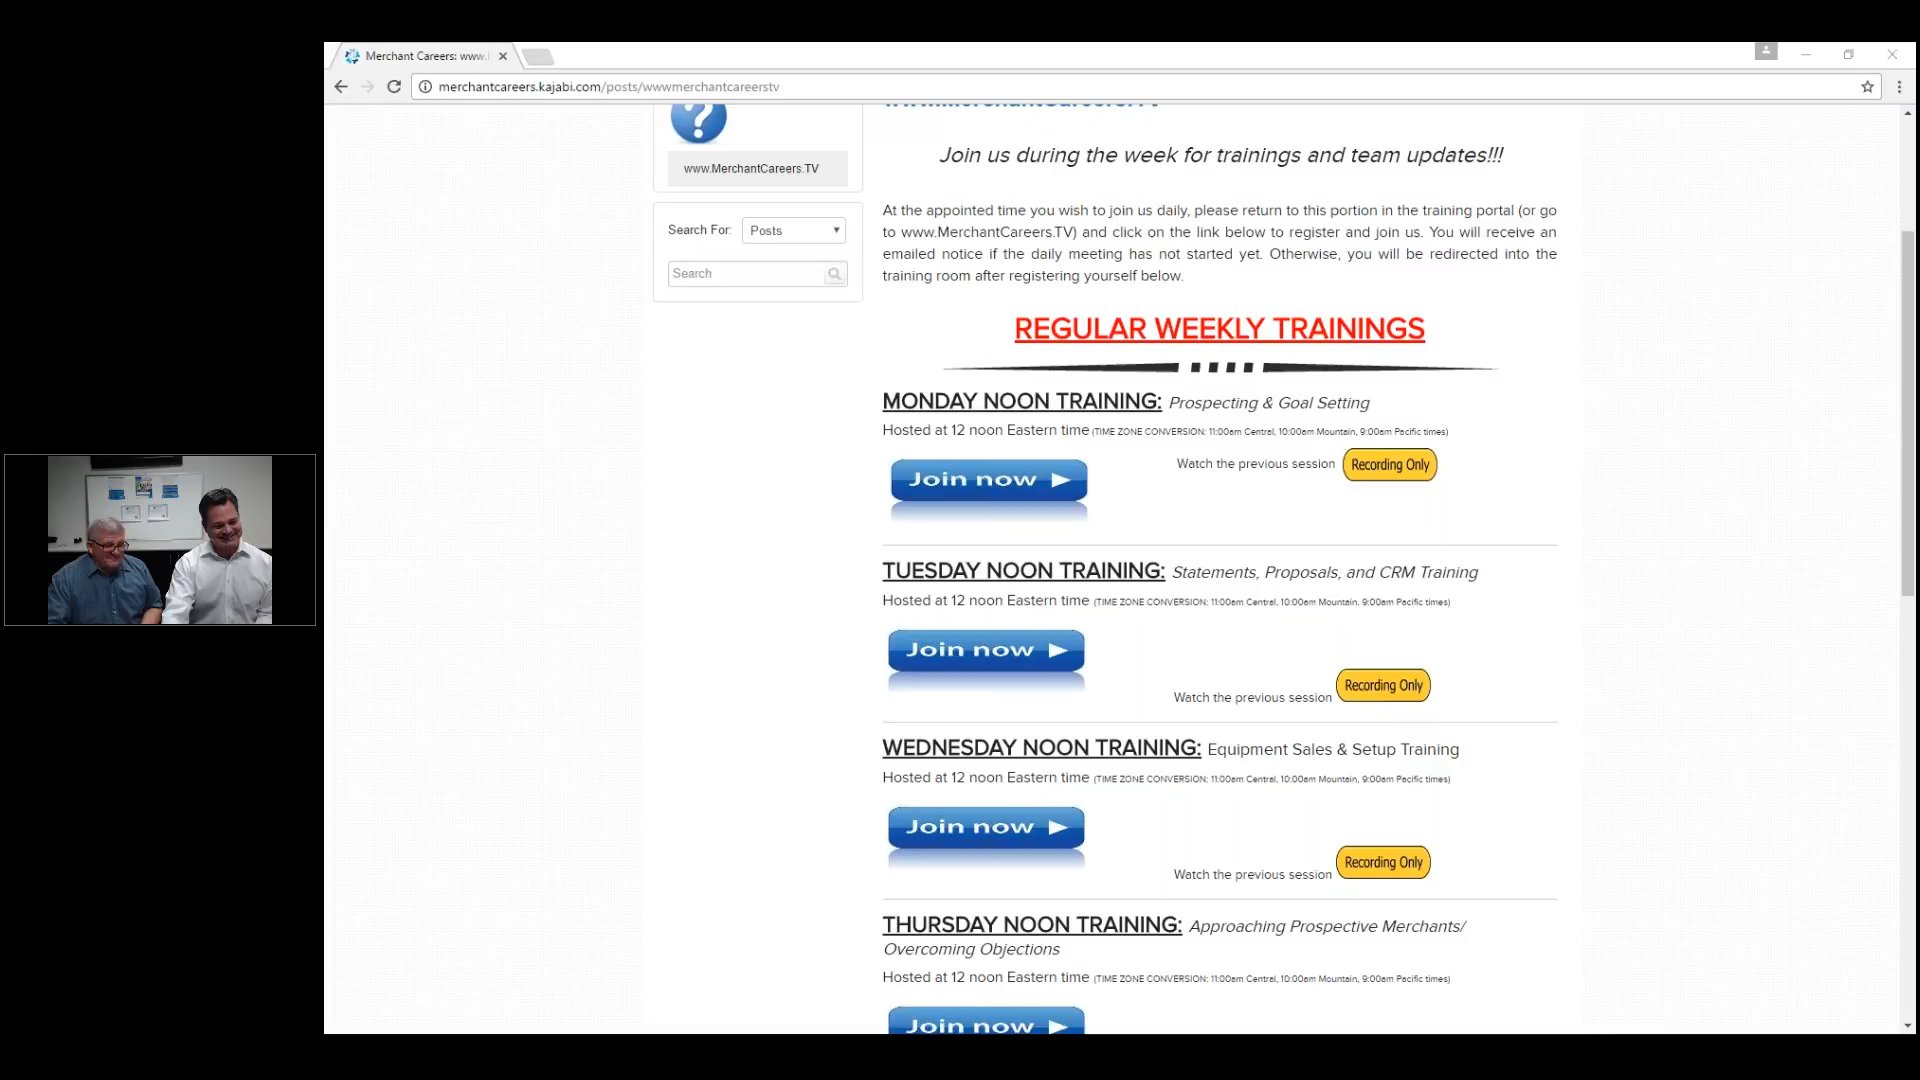 Merchant Careers: www.
merchantcareers.kajabi.com/posts/wwwmerchantcareerstv
www.MerchantCareers.TV
?
www.MerchantCareers.TV
Search For: Posts
Search
Join us during the week for trainings and team updates!!!
At the appointed time you wish to join us daily, please return to this portion in the training portal (or go
to www.MerchantCareers.TV) and click on the link below to register and join us. You will receive an
emailed notice if the daily meeting has not started yet. Otherwise, you will be redirected into the
training room after registering yourself below.
REGULAR WEEKLY TRAININGS
MONDAY NOON TRAINING: Prospecting & Goal Setting
Hosted at 12 noon Eastern time (TIME ZONE CONVERSION: 11:00am Central, 10:00am Mountain, 9:00am Pacific times)
Join now
Watch the previous session Recording Only
TUESDAY NOON TRAINING: Statements, Proposals, and CRM Training
Hosted at 12 noon Eastern time (TIME ZONE CONVERSION: 11:00am Central, 10:00am Mountain, 9:00am Pacific times)
Join now
Watch the previous session Recording Only
WEDNESDAY NOON TRAINING: Equipment Sales & Setup Training
Hosted at 12 noon Eastern time (TIME ZONE CONVERSION: 11:00am Central, 10:00am Mountain, 9:00am Pacific times)
Join now
Watch the previous session Recording Only
THURSDAY NOON TRAINING: Approaching Prospective Merchants/
Overcoming Objections
Hosted at 12 noon Eastern time (TIME ZONE CONVERSION: 11:00am Central, 10:00am Mountain, 9:00am Pacific times)
Join now